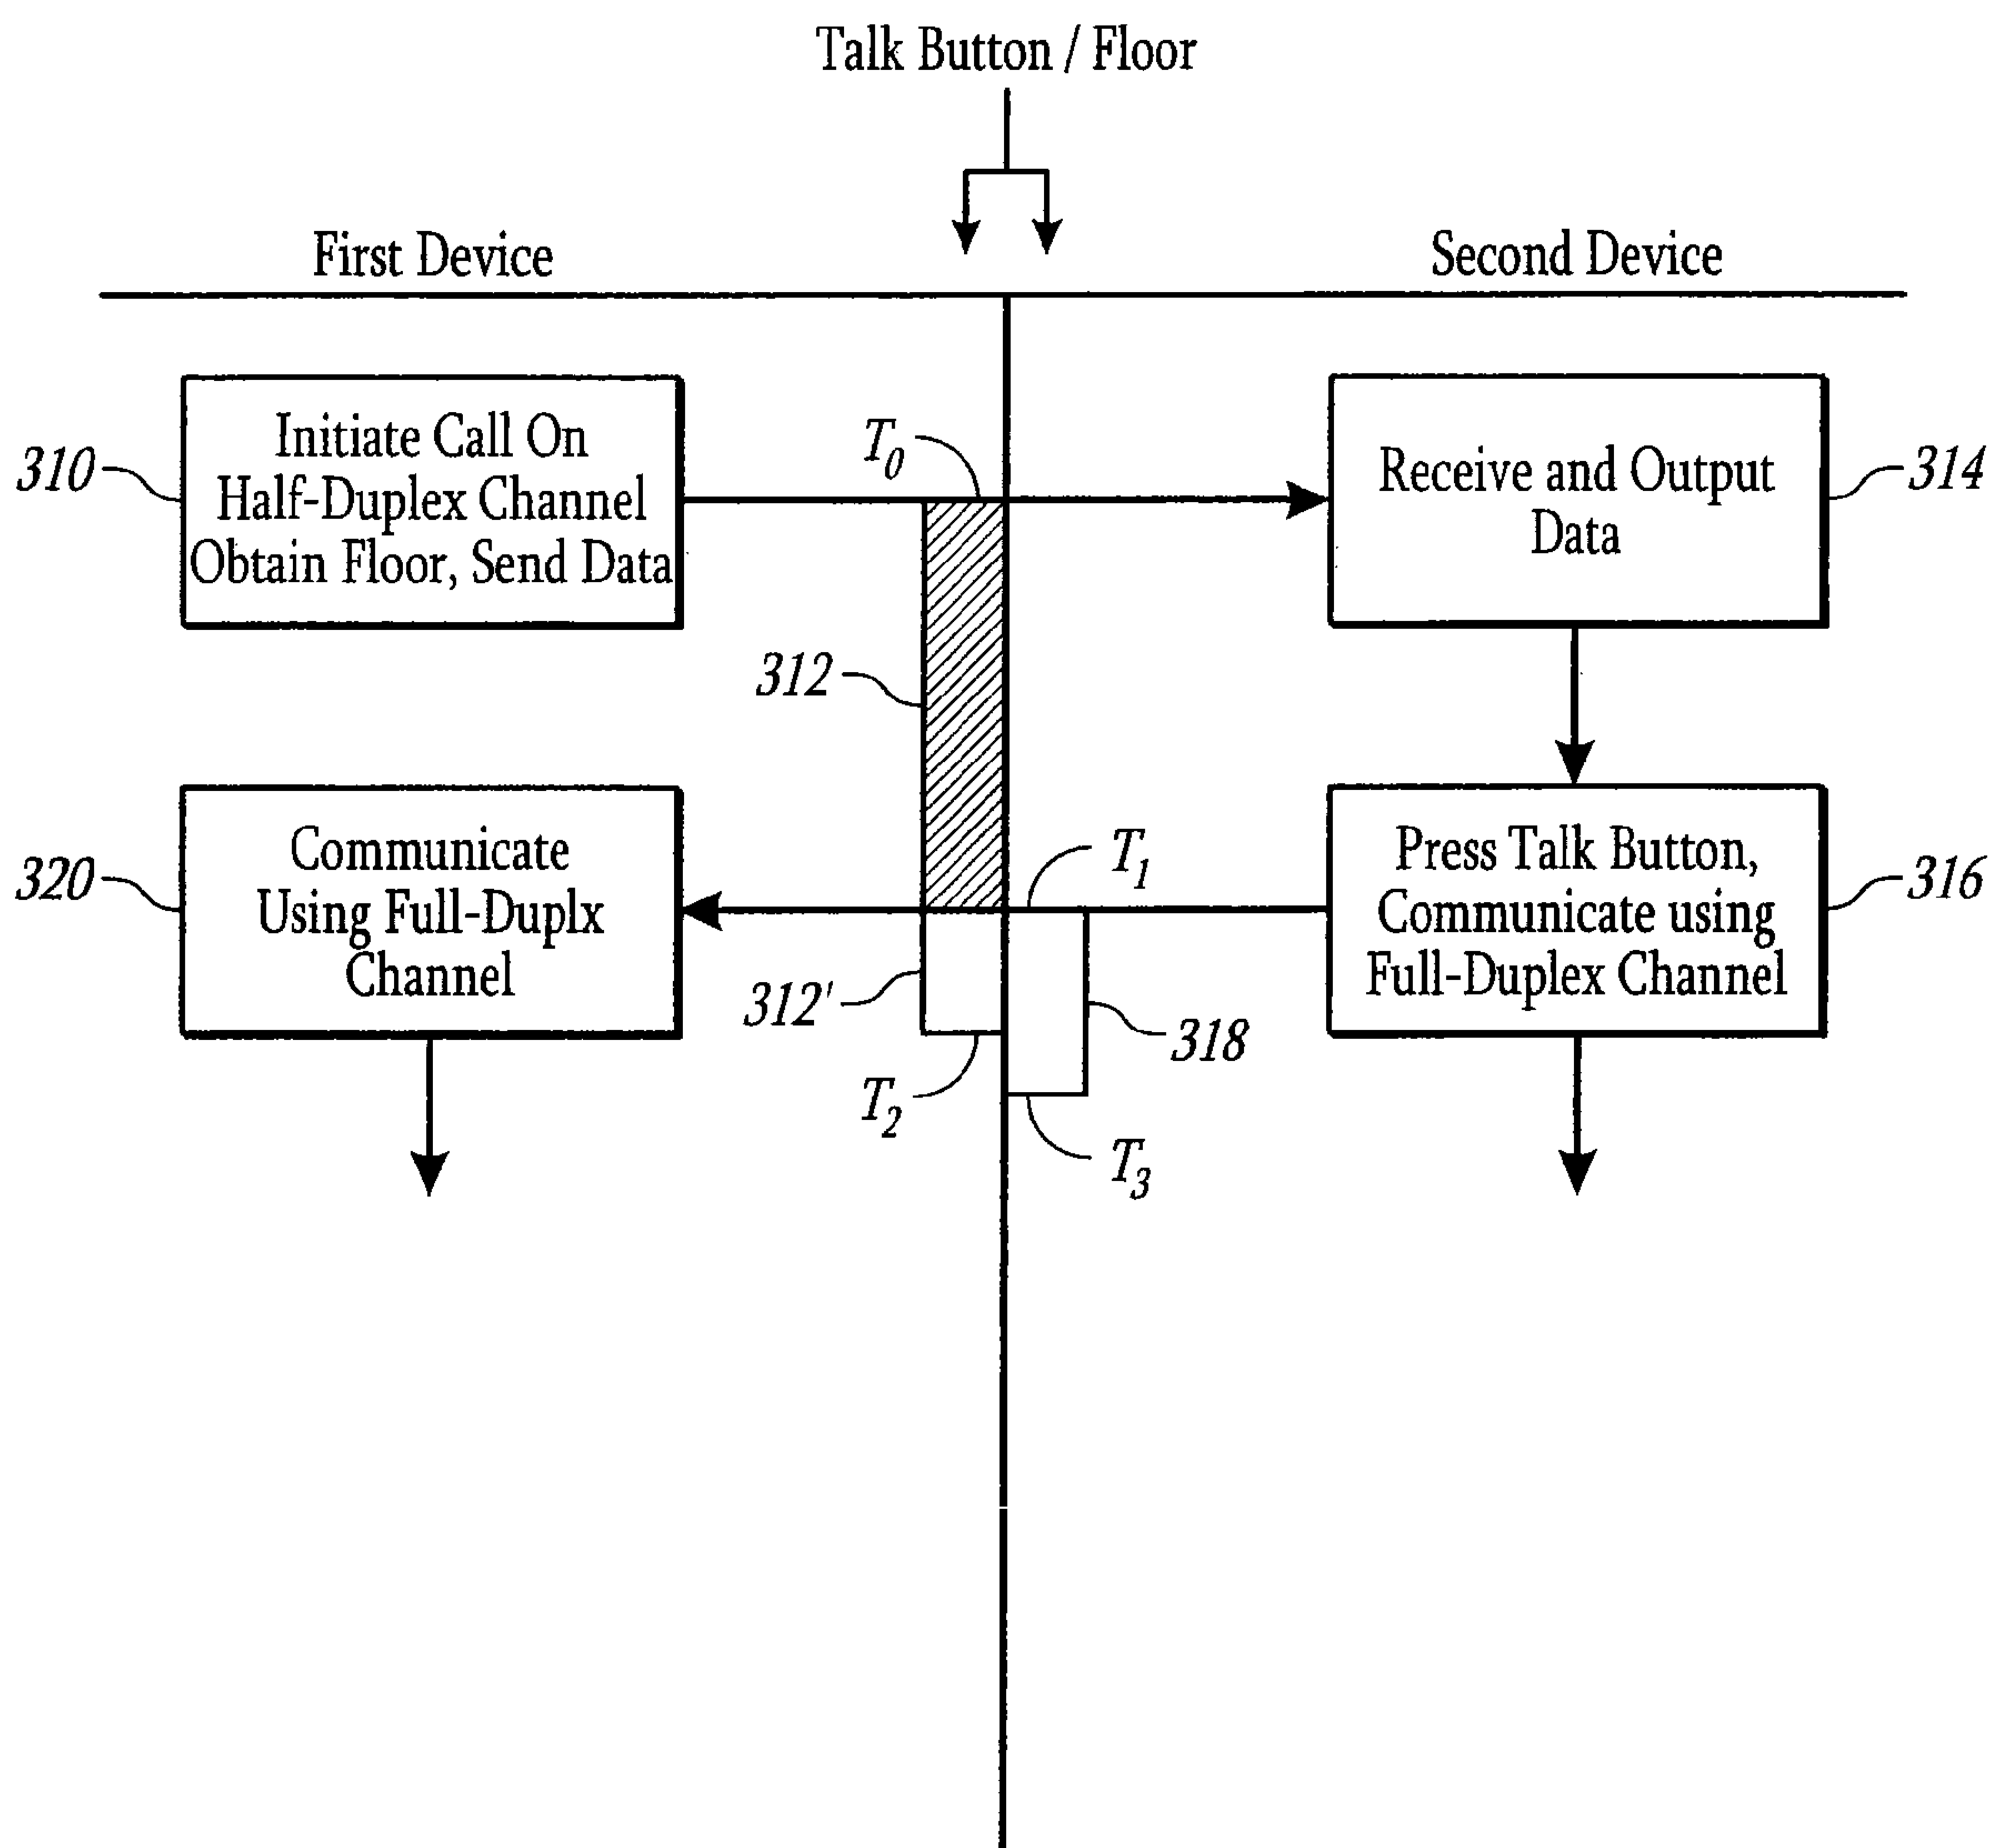 Talk Button / Floor
First Device
Second Device
310
Initiate Call On
Half-Duplex Channel
Obtain Floor, Send Data
T0
Receive and Output
Data
314
312
320
Communicate
Using Full-Duplx
Channel
T1
Press Talk Button,
Communicate using
Full-Duplex Channel
316
312'
318
T2
T3